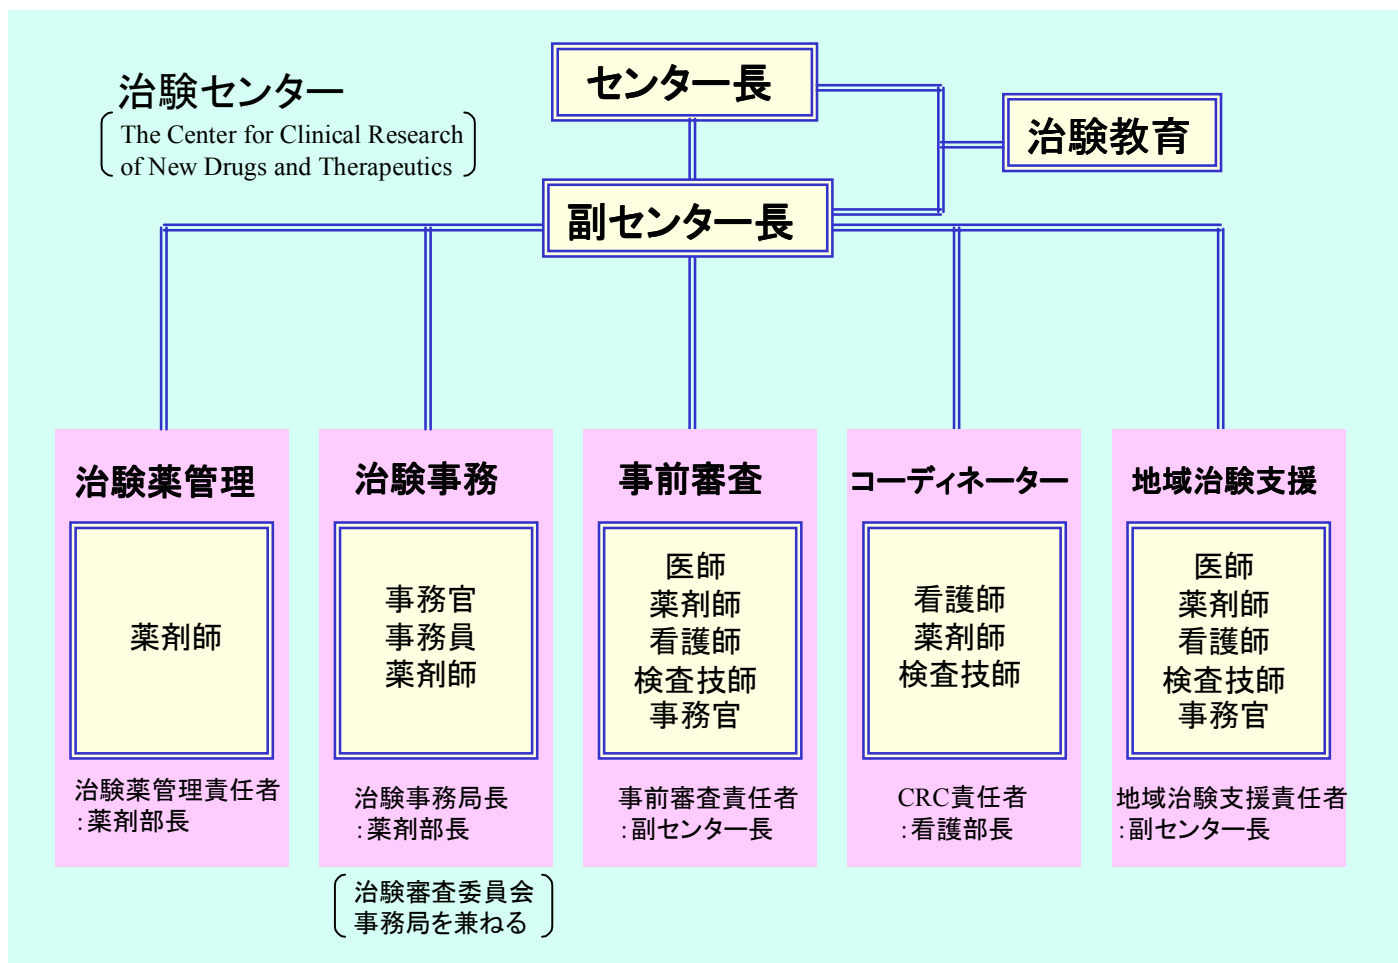 治験センター
The Center for Clinical Research
of New Drugs and Therapeutics
センター長
治験教育
副センター長
治験薬管理
薬剤師
治験薬管理責任者
:薬剤部長
治験事務
事務官
事務員
薬剤師
治験事務局長
:薬剤部長
治験審査委員会
事務局を兼ねる
事前審査
医師
薬剤師
看護師
検査技師
事務官
事前審査責任者
:副センター長
コーディネーター
看護師
薬剤師
検査技師
CRC責任者
:看護部長
地域治験支援
医師
薬剤師
看護師
検査技師
事務官
地域治験支援責任者
:副センター長